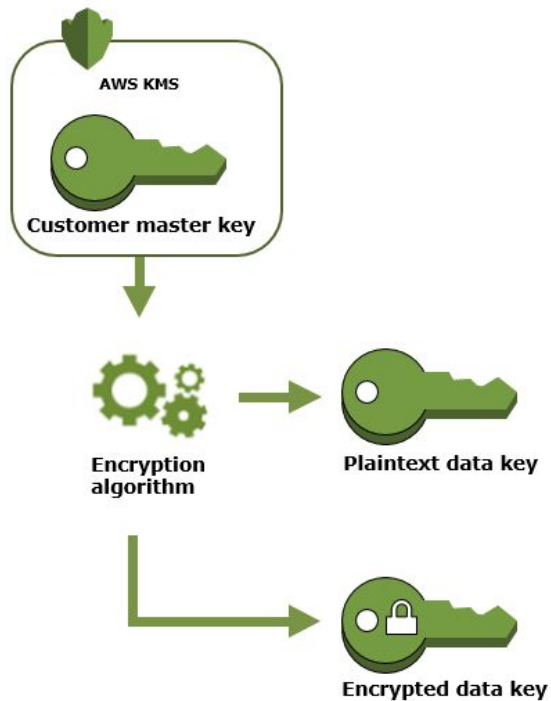 AWS KMS
Customer master key
Encryption
algorithm
Plaintext data key
Encrypted data key